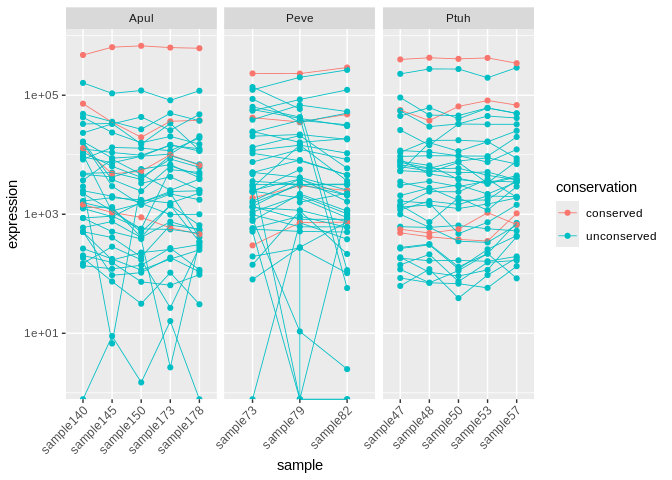 Apul Peve Ptuh
expression
1e+05
1e+03
1e+01
sample140 sample145 sample150 sample173 sample178 sample73 sample79 sample82 sample47 sample48 sample50 sample53 sample57
sample
conservation
conserved
unconserved